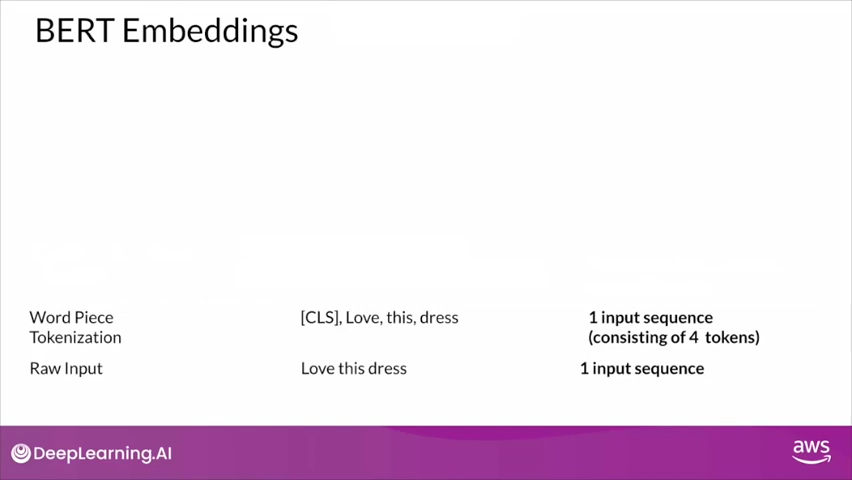 BERT Embeddings
Word Piece Tokenization
[CLS], Love, this, dress
1 input sequence
(consisting of 4 tokens)
Raw Input
Love this dress
1 input sequence
DeepLearning.AI
aws